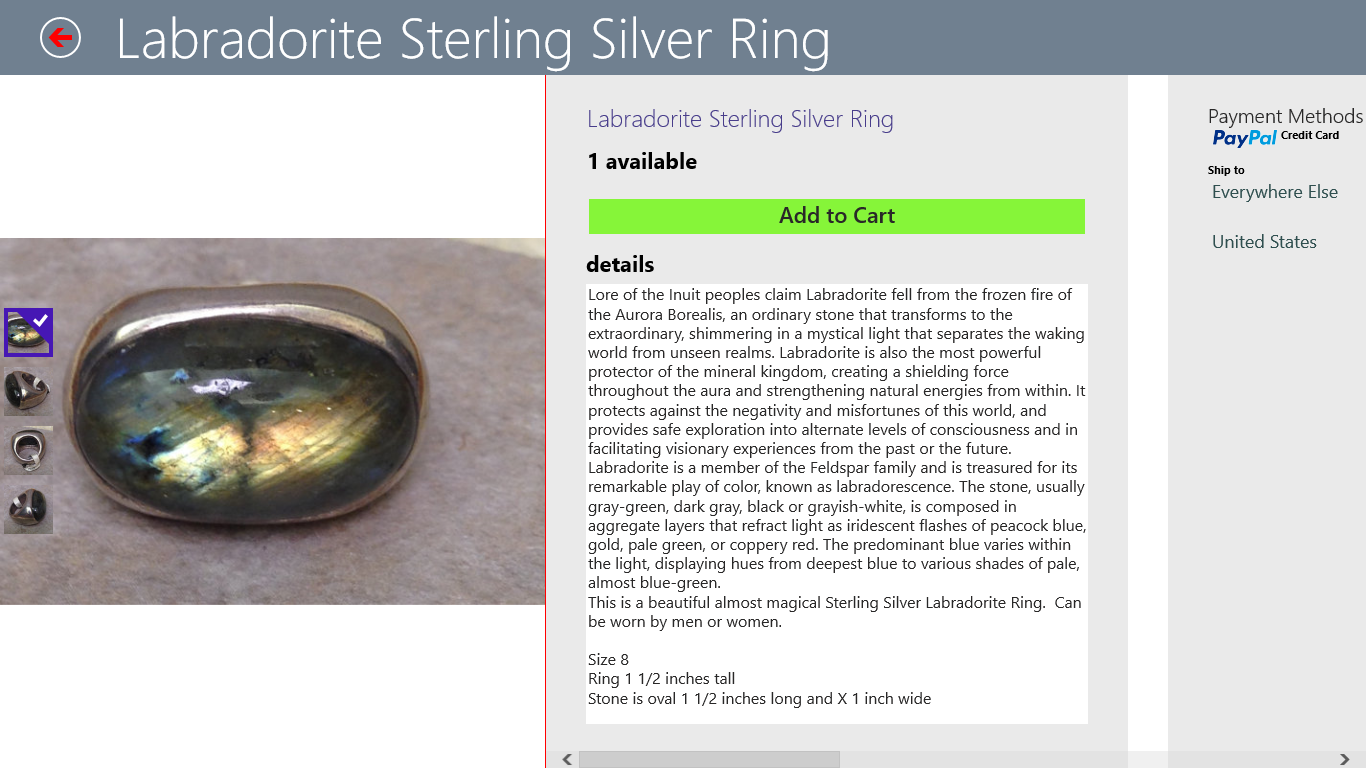 Labradorite Sterling Silver Ring
Labradorite Sterling Silver Ring
1 available
Add to Cart
details
Lore of the Inuit peoples claim Labradorite fell from the frozen fire of
the Aurora Borealis, an ordinary stone that transforms to the
extraordinary, shimmering in a mystical light that separates the waking
world from unseen realms. Labradorite is also the most powerful
protector of the mineral kingdom, creating a shielding force
throughout the aura and strengthening natural energies from within. It
protects against the negativity and misfortunes of this world, and
provides safe exploration into alternate levels of consciousness and in
facilitating visionary experiences from the past or the future.
Labradorite is a member of the Feldspar family and is treasured for its
remarkable play of color, known as labradorescence. The stone, usually
gray-green, dark gray, black or grayish-white, is composed in
aggregate layers that refract light as iridescent flashes of peacock blue,
gold, pale green, or coppery red. The predominant blue varies within
the light, displaying hues from deepest blue to various shades of pale,
almost blue-green.
This is a beautiful almost magical Sterling Silver Labradorite Ring.  Can
be worn by men or women.
Size 8
Ring 1 1/2 inches tall
Stone is oval 1 1/2 inches long and X 1 inch wide
Payment Methods
PayPal Credit Card
Ship to
Everywhere Else
United States